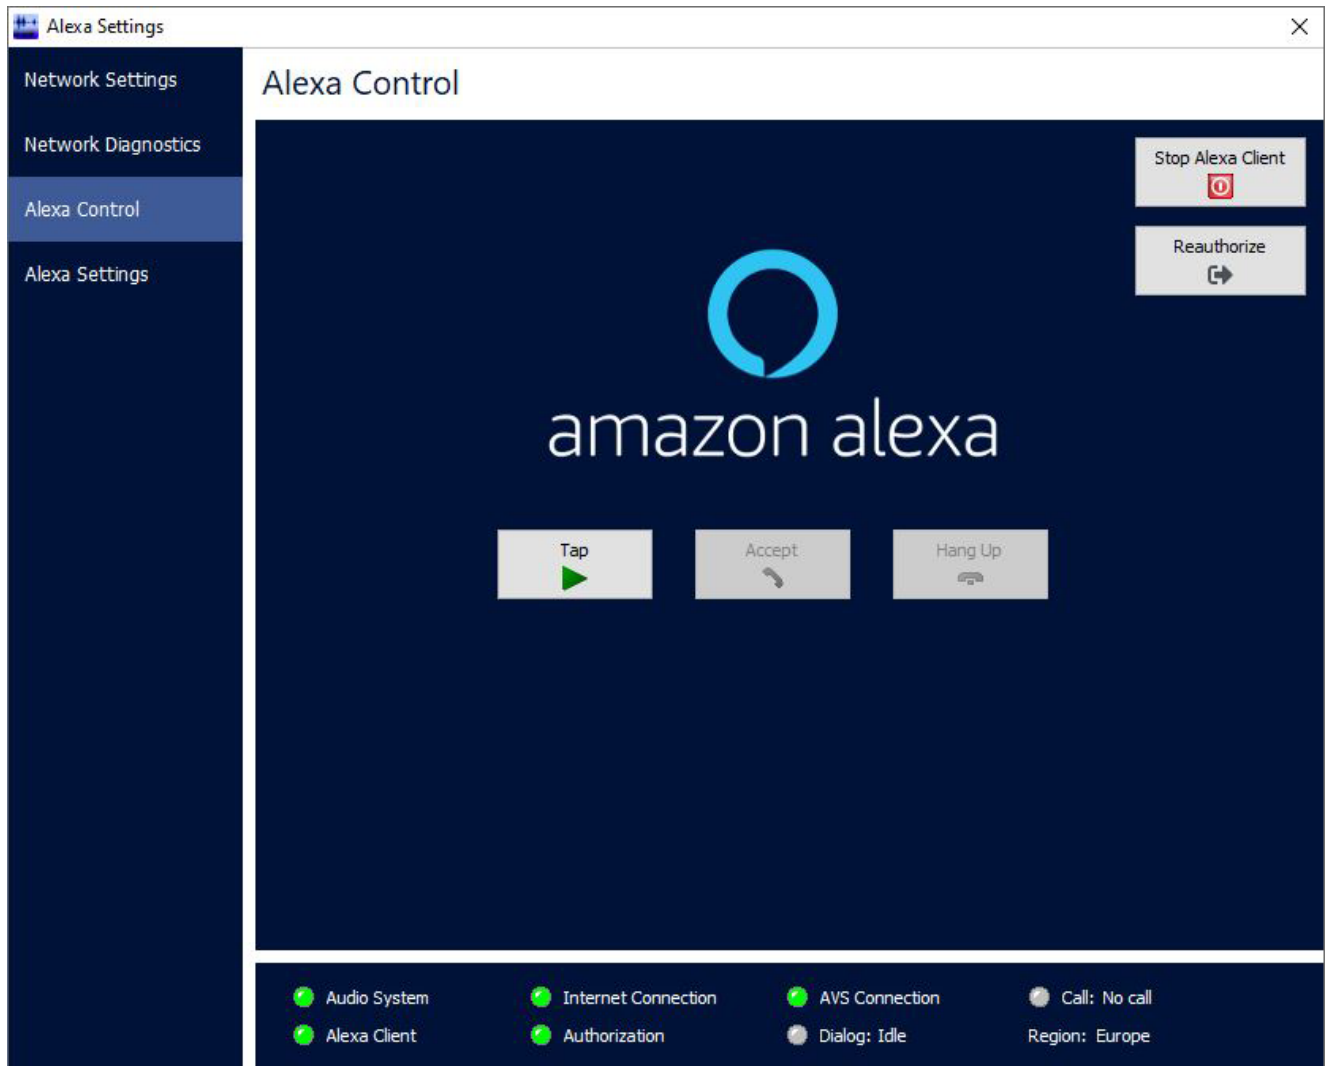 Alexa Settings
Network Settings
Network Diagnostics
Alexa Control
Alexa Settings
Alexa Control
Stop Alexa Client
Reauthorize
amazon alexa
Tap
Accept
Hang Up
Audio System
Internet Connection
AVS Connection
Call: No call
Alexa Client
Authorization
Dialog: Idle
Region: Europe